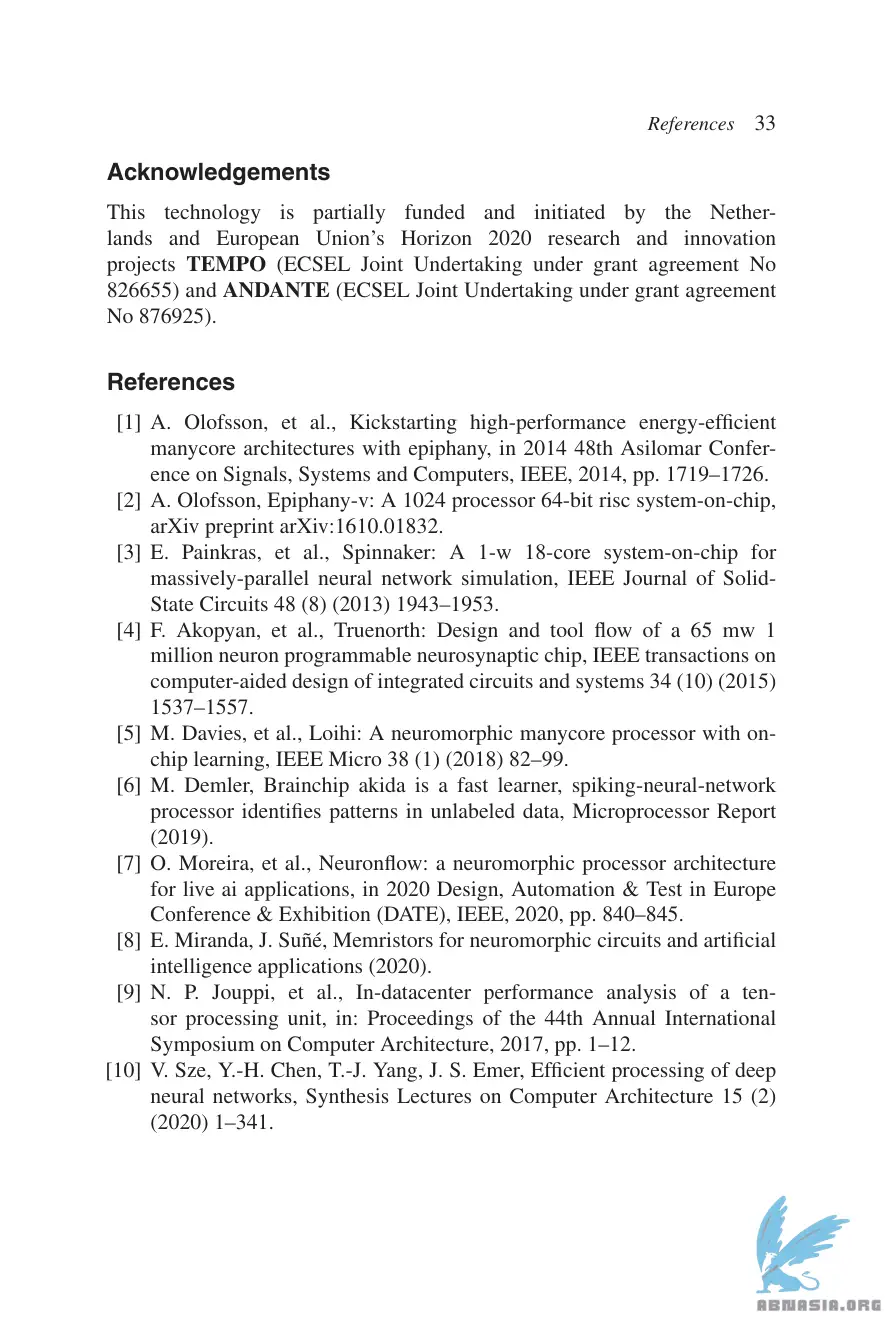 References 33
Acknowledgements
This technology is partially funded and initiated by the Nether-
lands and European Union’s Horizon 2020 research and innovation
projects TEMPO (ECSEL Joint Undertaking under grant agreement No
826655) and ANDANTE (ECSEL Joint Undertaking under grant agreement
No 876925).
References
[1] A. Olofsson, et al., Kickstarting high-performance energy-efficient
manycore architectures with epiphany, in 2014 48th Asilomar Confer-
ence on Signals, Systems and Computers, IEEE, 2014, pp. 1719–1726.
[2] A. Olofsson, Epiphany-v: A 1024 processor 64-bit risc system-on-chip,
arXiv preprint arXiv:1610.01832.
[3] E. Painkras, et al., Spinnaker: A 1-w 18-core system-on-chip for
massively-parallel neural network simulation, IEEE Journal of Solid-
State Circuits 48 (8) (2013) 1943–1953.
[4] F. Akopyan, et al., Truenorth: Design and tool flow of a 65 mw 1
million neuron programmable neurosynaptic chip, IEEE transactions on
computer-aided design of integrated circuits and systems 34 (10) (2015)
1537–1557.
[5] M. Davies, et al., Loihi: A neuromorphic manycore processor with on-
chip learning, IEEE Micro 38 (1) (2018) 82–99.
[6] M. Demler, Brainchip akida is a fast learner, spiking-neural-network
processor identifies patterns in unlabeled data, Microprocessor Report
(2019).
[7] O. Moreira, et al., Neuronflow: a neuromorphic processor architecture
for live ai applications, in 2020 Design, Automation & Test in Europe
Conference & Exhibition (DATE), IEEE, 2020, pp. 840–845.
[8] E. Miranda, J. Suñé, Memristors for neuromorphic circuits and artificial
intelligence applications (2020).
[9] N. P. Jouppi, et al., In-datacenter performance analysis of a ten-
sor processing unit, in: Proceedings of the 44th Annual International
Symposium on Computer Architecture, 2017, pp. 1–12.
[10] V. Sze, Y.-H. Chen, T.-J. Yang, J. S. Emer, Efficient processing of deep
neural networks, Synthesis Lectures on Computer Architecture 15 (2)
(2020) 1–341.
ABNASIA.ORG